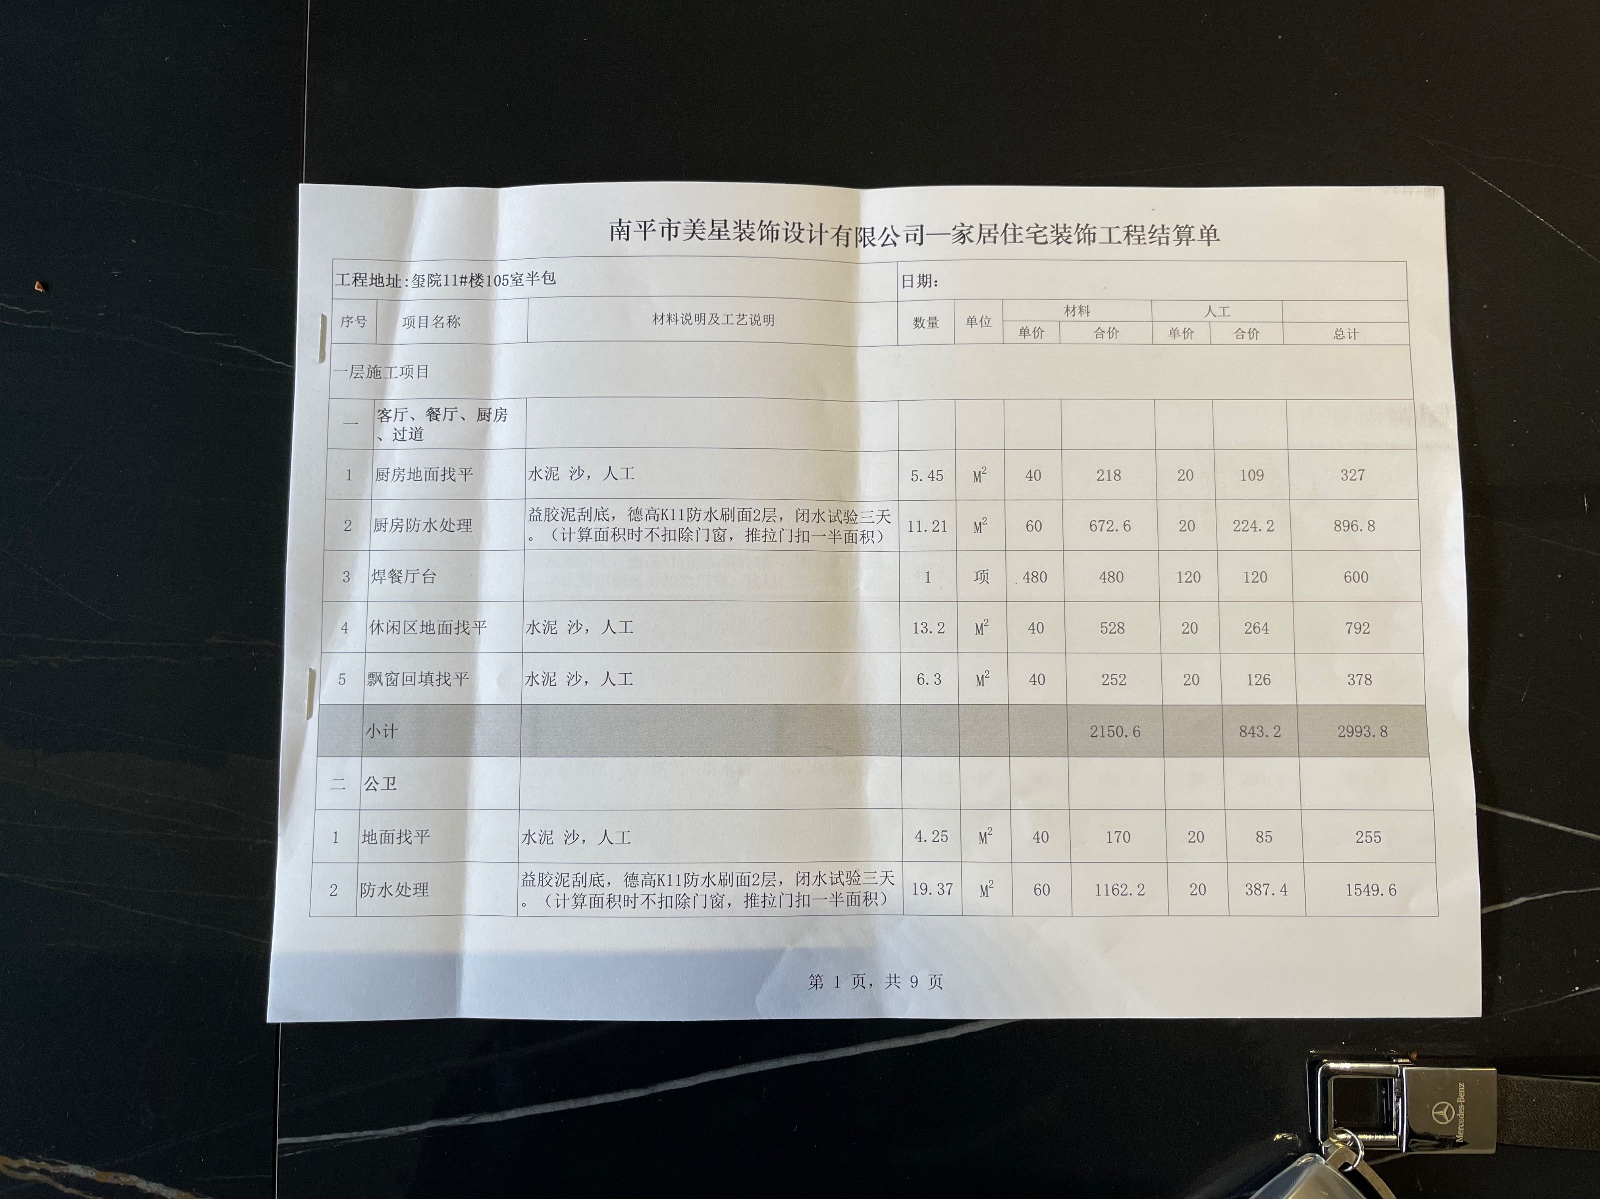 南平市美星装饰设计有限公司—家居住宅装饰工程结算单
工程地址:玺院11#楼105室半包 日期:
序号 项目名称 材料说明及工艺说明 数量 单位 材料 人工
单价 合价 单价 合价 总计
一层施工项目
一 客厅、餐厅、厨房
、过道
1 厨房地面找平 水泥 沙，人工 5.45 M² 40 218 20 109 327
2 厨房防水处理 益胶泥刮底，德高K11防水刷面2层，闭水试验三天
。（计算面积时不扣除门窗，推拉门扣一半面积） 11.21 M² 60 672.6 20 224.2 896.8
3 焊餐厅台 1 项 480 480 120 120 600
4 休闲区地面找平 水泥 沙，人工 13.2 M² 40 528 20 264 792
5 飘窗回填找平 水泥 沙，人工 6.3 M² 40 252 20 126 378
小计 2150.6 843.2 2993.8
二 公卫
1 地面找平 水泥 沙，人工 4.25 M² 40 170 20 85 255
2 防水处理 益胶泥刮底，德高K11防水刷面2层，闭水试验三天
。（计算面积时不扣除门窗，推拉门扣一半面积） 19.37 M² 60 1162.2 20 387.4 1549.6
第 1 页，共 9 页
Mercedes-Benz